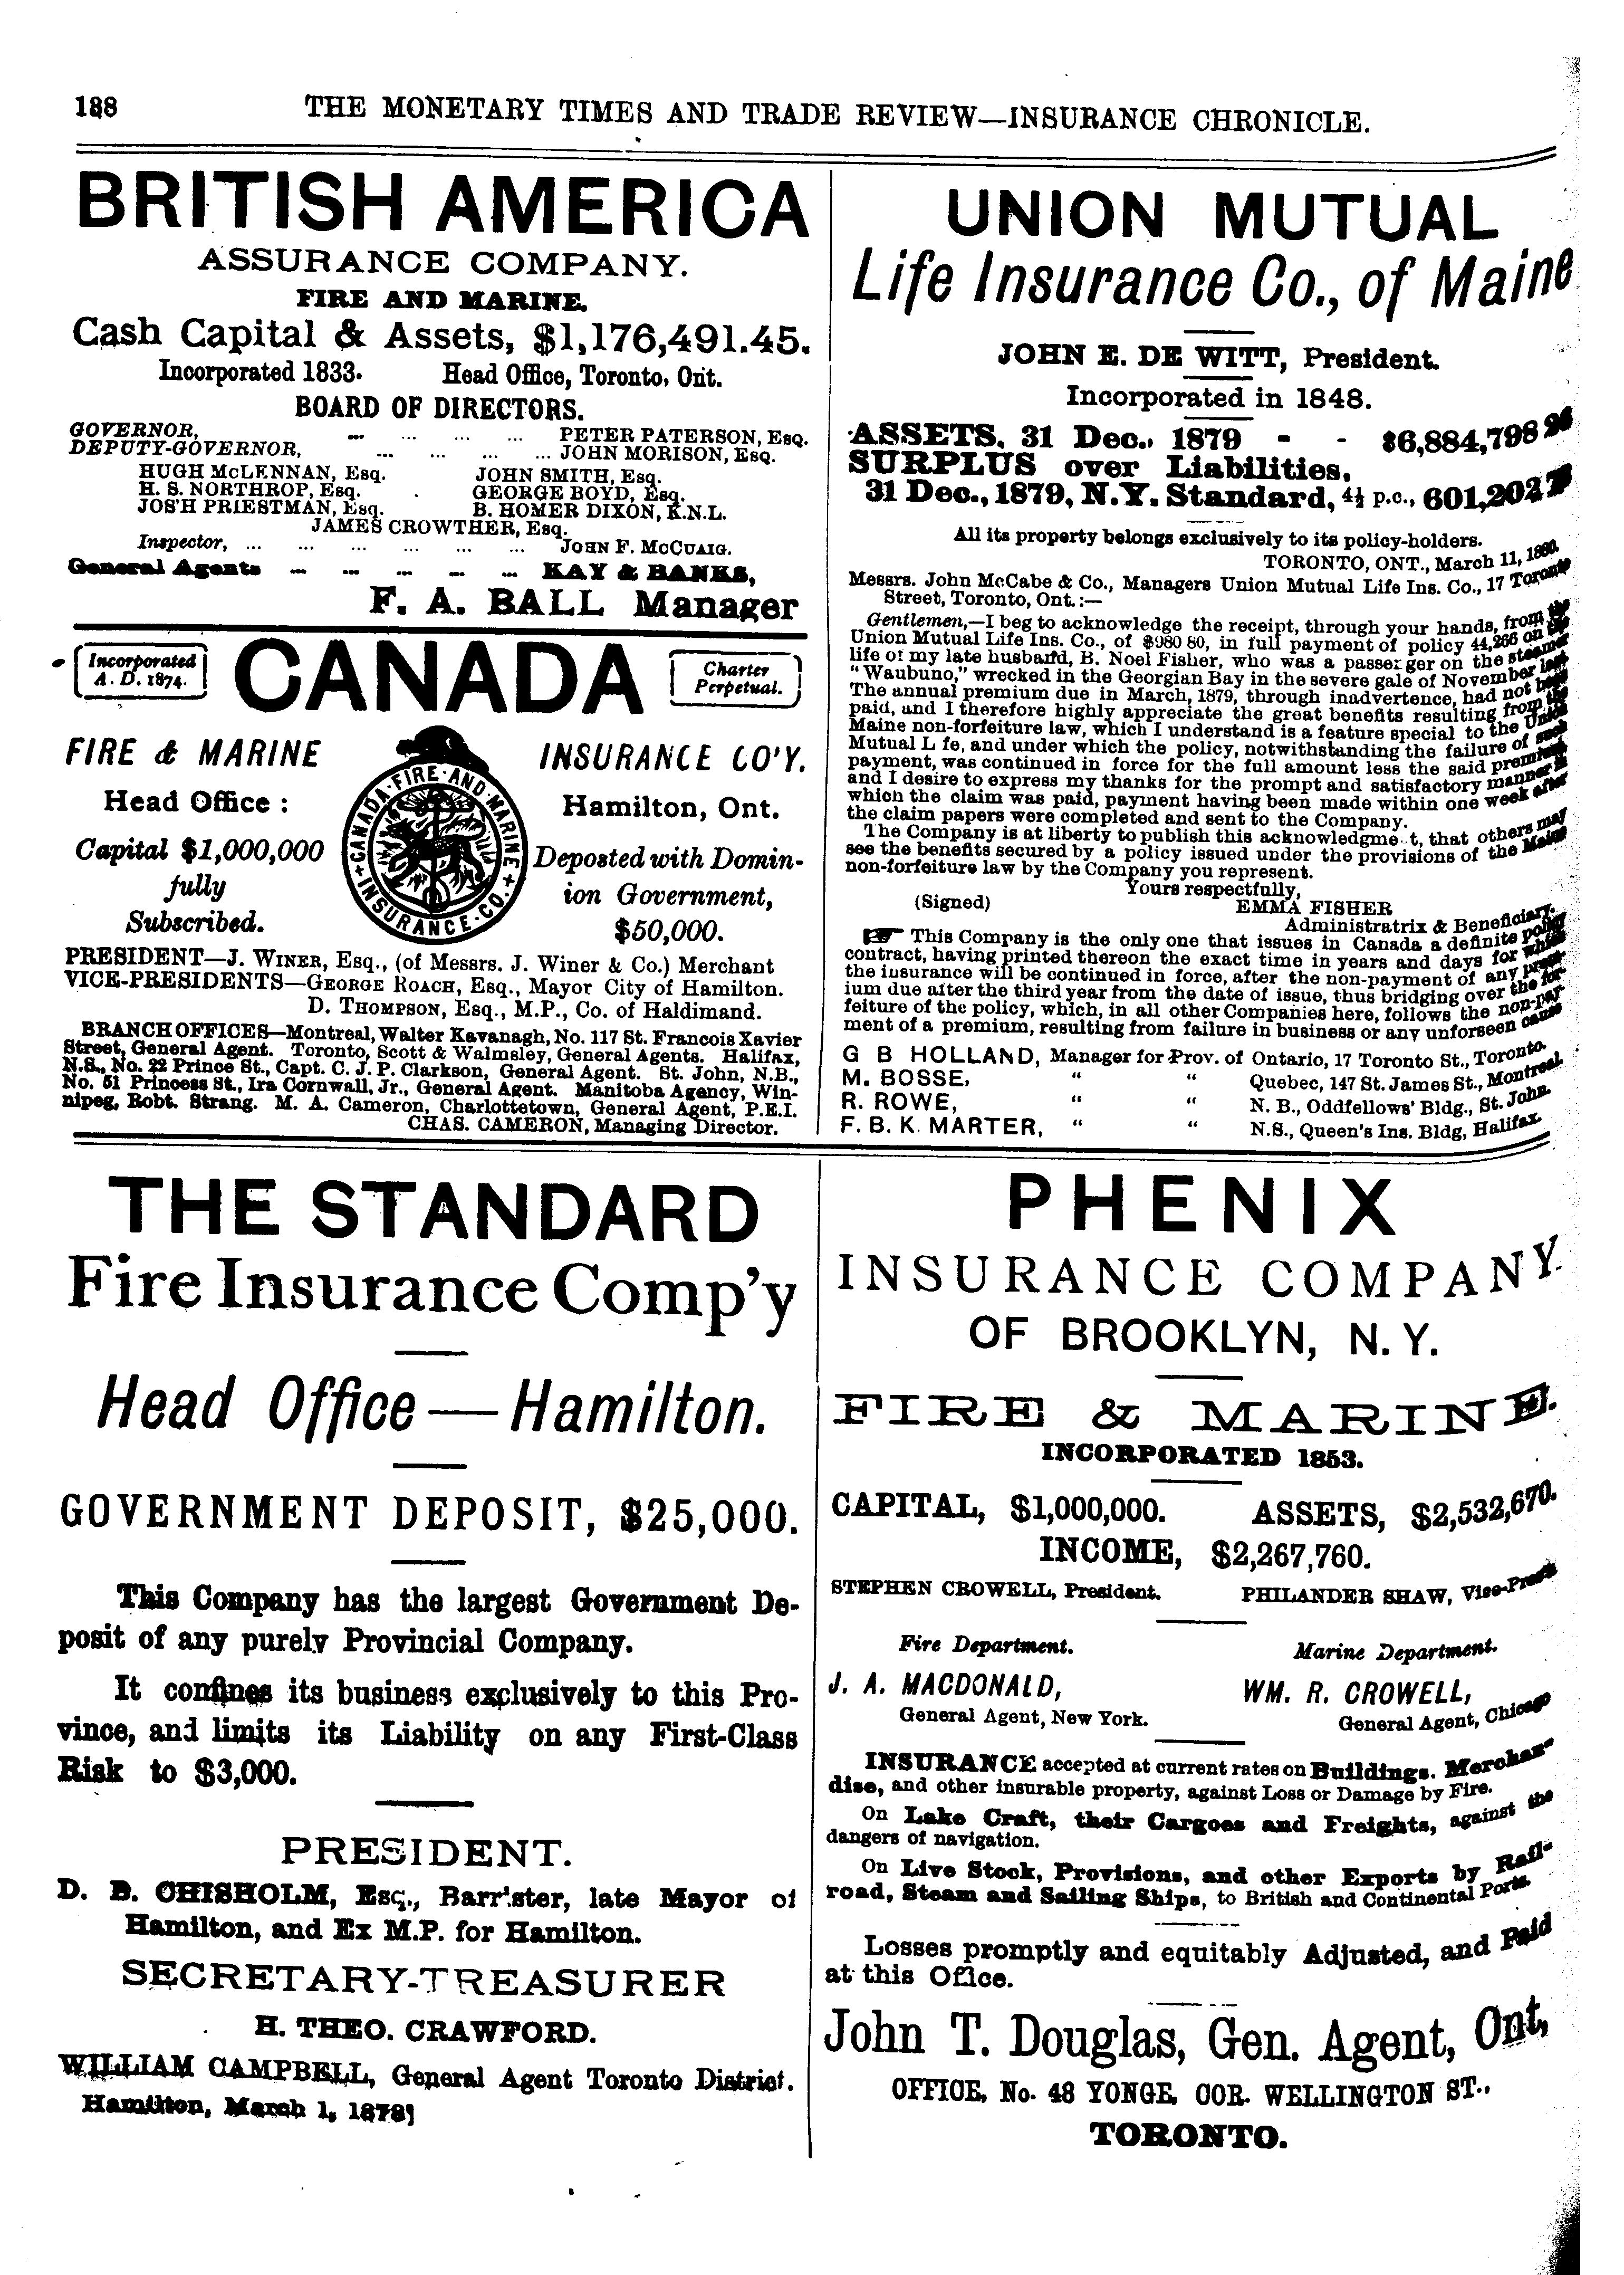 188
THE MONETARY TIMES AND TRADE REVIEW—INSURANCE CHRONICLE.
BRITISH AMERICA
ASSURANCE COMPANY.
FIRE AND MARINE.
Cash Capital & Assets, $1,176,491.45.
Incorporated 1833. Head Office, Toronto, Ont.
BOARD OF DIRECTORS.
GOVERNOR, ... ... ... ... PETER PATERSON, Esq.
DEPUTY-GOVERNOR, ... ... ... ... JOHN MORISON, Esq.
HUGH McLENNAN, Esq. JOHN SMITH, Esq.
H. S. NORTHROP, Esq. GEORGE BOYD, Esq.
JOS'H PRIESTMAN, Esq. B. HOMER DIXON, K.N.L.
JAMES CROWTHER, Esq.
Inspector, ... ... ... ... ... ... JOHN F. McCUAIG.
General Agents ... ... ... ... ... KAY & BANKS,
F. A. BALL Manager
Incorporated
A. D. 1874.
CANADA
Charter
Perpetual.
FIRE & MARINE INSURANCE CO'Y.
Head Office: Hamilton, Ont.
Capital $1,000,000
fully
Subscribed.
CANADA·FIRE·AND·MARINE
INSURANCE·CO.
Deposted with Domin-
ion Government,
$50,000.
PRESIDENT—J. WINER, Esq., (of Messrs. J. Winer & Co.) Merchant
VICE-PRESIDENTS—GEORGE ROACH, Esq., Mayor City of Hamilton.
D. THOMPSON, Esq., M.P., Co. of Haldimand.
BRANCH OFFICES—Montreal, Walter Kavanagh, No. 117 St. Francois Xavier
Street, General Agent. Toronto, Scott & Walmsley, General Agents. Halifax,
N.S., No. 22 Prince St., Capt. C. J. P. Clarkson, General Agent. St. John, N.B.,
No. 51 Princess St., Ira Cornwall, Jr., General Agent. Manitoba Agency, Win-
nipeg, Robt. Strang. M. A. Cameron, Charlottetown, General Agent, P.E.I.
CHAS. CAMERON, Managing Director.
UNION MUTUAL
Life Insurance Co., of Maine
JOHN E. DE WITT, President.
Incorporated in 1848.
ASSETS, 31 Dec., 1879 - - $6,884,798 26
SURPLUS over Liabilities,
31 Dec., 1879, N.Y. Standard, 4½ p.c., 601,202
All its property belongs exclusively to its policy-holders.
TORONTO, ONT., March 11, 1880.
Messrs. John McCabe & Co., Managers Union Mutual Life Ins. Co., 17 Toronto
Street, Toronto, Ont.:—
Gentlemen,—I beg to acknowledge the receipt, through your hands, from the
Union Mutual Life Ins. Co., of $980 80, in full payment of policy 44,266 on the
life of my late husband, B. Noel Fisher, who was a passenger on the steamer
"Waubuno," wrecked in the Georgian Bay in the severe gale of November last
The annual premium due in March, 1879, through inadvertence, had not been
paid, and I therefore highly appreciate the great benefits resulting from the
Maine non-forfeiture law, which I understand is a feature special to the Union
Mutual L fe, and under which the policy, notwithstanding the failure of such
payment, was continued in force for the full amount less the said premium
and I desire to express my thanks for the prompt and satisfactory manner in
which the claim was paid, payment having been made within one week after
the claim papers were completed and sent to the Company.
The Company is at liberty to publish this acknowledgme t, that others may
see the benefits secured by a policy issued under the provisions of the Maine
non-forfeiture law by the Company you represent.
Yours respectfully,
(Signed) EMMA FISHER
Administratrix & Beneficiary.
☞ This Company is the only one that issues in Canada a definite policy
contract, having printed thereon the exact time in years and days for which
the insurance will be continued in force, after the non-payment of any prem-
ium due after the third year from the date of issue, thus bridging over the for-
feiture of the policy, which, in all other Companies here, follows the non-pay-
ment of a premium, resulting from failure in business or any unforseen cause
G B HOLLAND, Manager for Prov. of Ontario, 17 Toronto St., Toronto.
M. BOSSE, " " Quebec, 147 St. James St., Montreal.
R. ROWE, " " N. B., Oddfellows' Bldg., St. John.
F. B. K. MARTER, " " N.S., Queen's Ins. Bldg, Halifax.
THE STANDARD
Fire Insurance Comp'y
Head Office—Hamilton.
GOVERNMENT DEPOSIT, $25,000.
This Company has the largest Government De-
posit of any purely Provincial Company.
It confines its business exclusively to this Pro-
vince, and limits its Liability on any First-Class
Risk to $3,000.
PRESIDENT.
D. B. CHISHOLM, Esq., Barr'ster, late Mayor of
Hamilton, and Ex M.P. for Hamilton.
SECRETARY-TREASURER
H. THEO. CRAWFORD.
WILLIAM CAMPBELL, General Agent Toronto District.
Hamilton, March 1, 1878
PHENIX
INSURANCE COMPANY
OF BROOKLYN, N. Y.
FIRE & MARINE.
INCORPORATED 1853.
CAPITAL, $1,000,000. ASSETS, $2,532,670.
INCOME, $2,267,760.
STEPHEN CROWELL, President. PHILANDER SHAW, Vise-Pres't
Fire Department. Marine Department.
J. A. MACDONALD, WM. R. CROWELL,
General Agent, New York. General Agent, Chicago
INSURANCE accepted at current rates on Buildings. Merchan-
dise, and other insurable property, against Loss or Damage by Fire.
On Lake Craft, their Cargoes and Freights, against the
dangers of navigation.
On Live Stock, Provisions, and other Exports by Rail-
road, Steam and Sailing Ships, to British and Continental Ports.
Losses promptly and equitably Adjusted, and Paid
at this Office.
John T. Douglas, Gen. Agent, Ont,
OFFICE, No. 48 YONGE, COR. WELLINGTON ST.,
TORONTO.